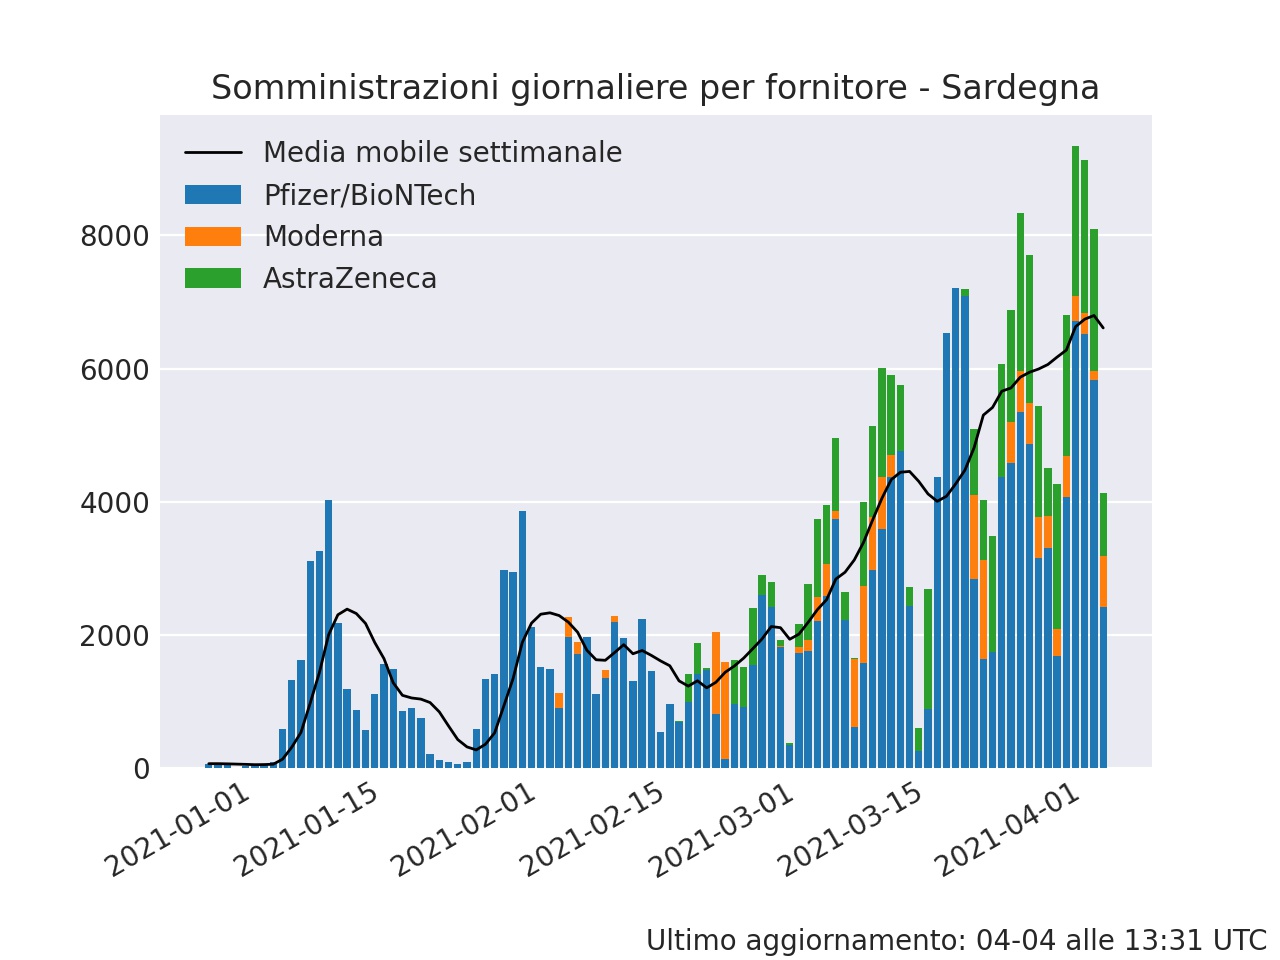 Somministrazioni giornaliere per fornitore - Sardegna
Media mobile settimanale
Pfizer/BioNTech
Moderna
AstraZeneca
8000
6000
4000
2000
0
2021-01-01
2021-01-15
2021-02-01
2021-02-15
2021-03-01
2021-03-15
2021-04-01
Ultimo aggiornamento: 04-04 alle 13:31 UTC